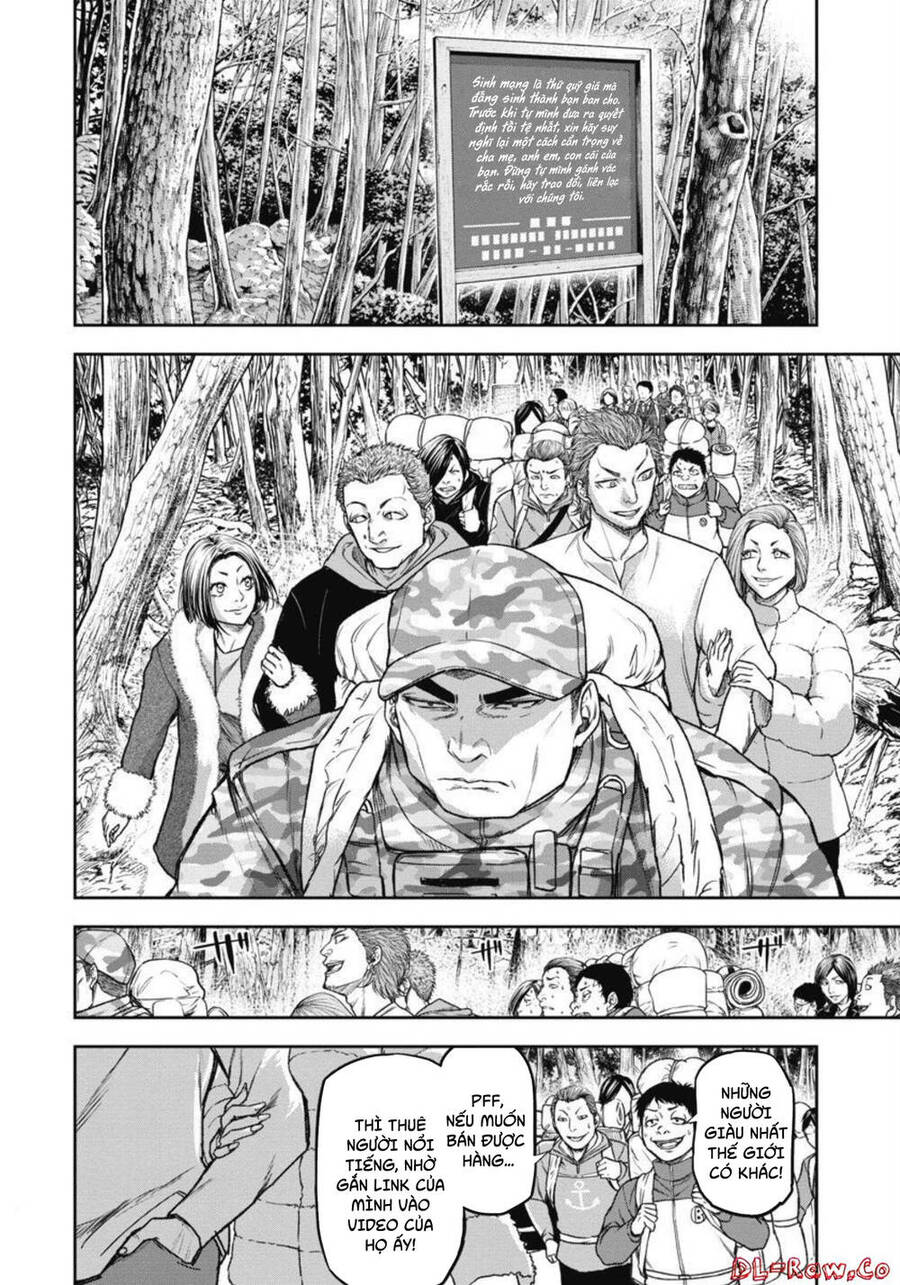 Sinh mạng là thứ quý giá mà
đấng sinh thành bạn ban cho.
Trước khi tự mình đưa ra quyết
định tồi tệ nhất, xin hãy suy
nghĩ lại một cách cẩn trọng về
cha mẹ, anh em, con cái của
bạn. Đừng tự mình gánh vác
rắc rối, hãy trao đổi, liên lạc
với chúng tôi.
NHỮNG
NGƯỜI
GIÀU NHẤT
THẾ GIỚI
CÓ KHÁC!
PFF,
NẾU MUỐN
BÁN ĐƯỢC
HÀNG...
THÌ THUÊ
NGƯỜI NỔI
TIẾNG, NHỜ
GẮN LINK CỦA
MÌNH VÀO
VIDEO CỦA
HỌ ẤY!
B
DL-Raw.Co